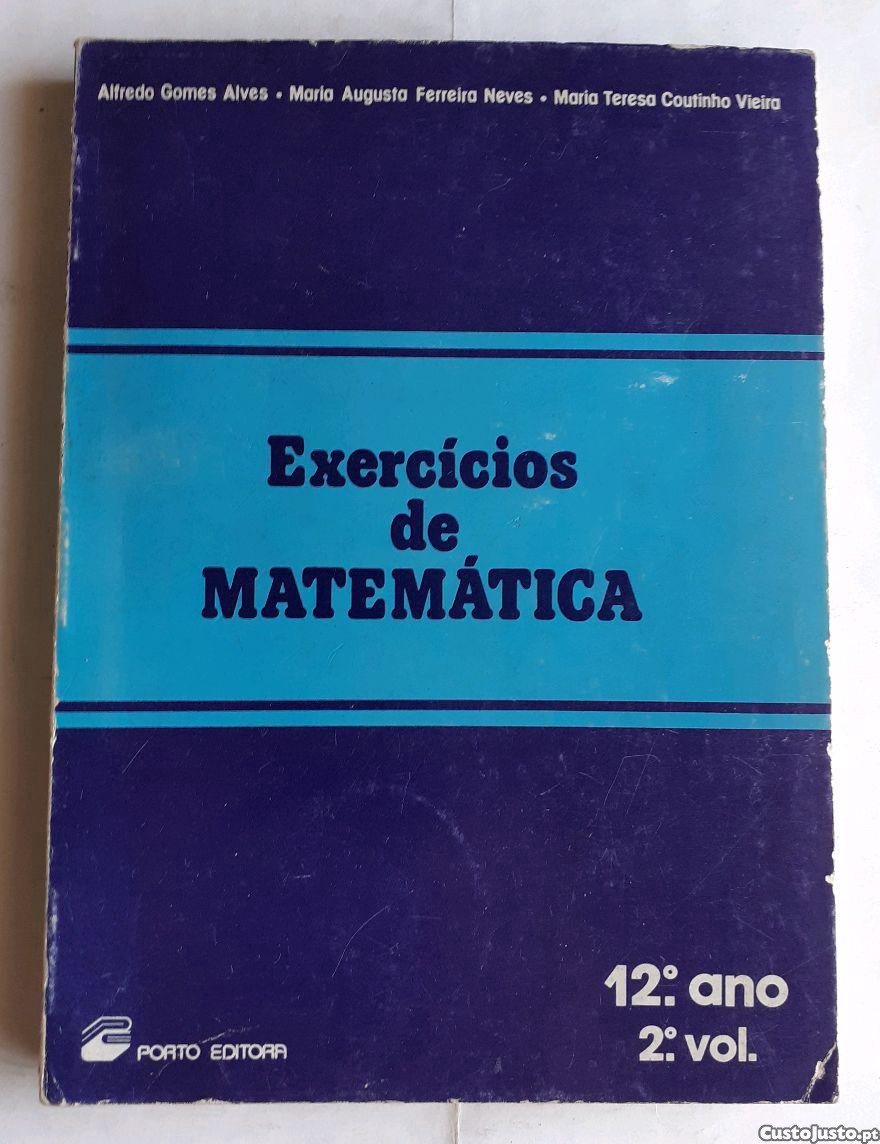 Alfredo Gomes Alves • Maria Augusta Ferreira Neves • Maria Teresa Coutinho Vieira
Exercícios
de
MATEMÁTICA
12.º ano
2.º vol.
PORTO EDITORA
CustoJusto.pt